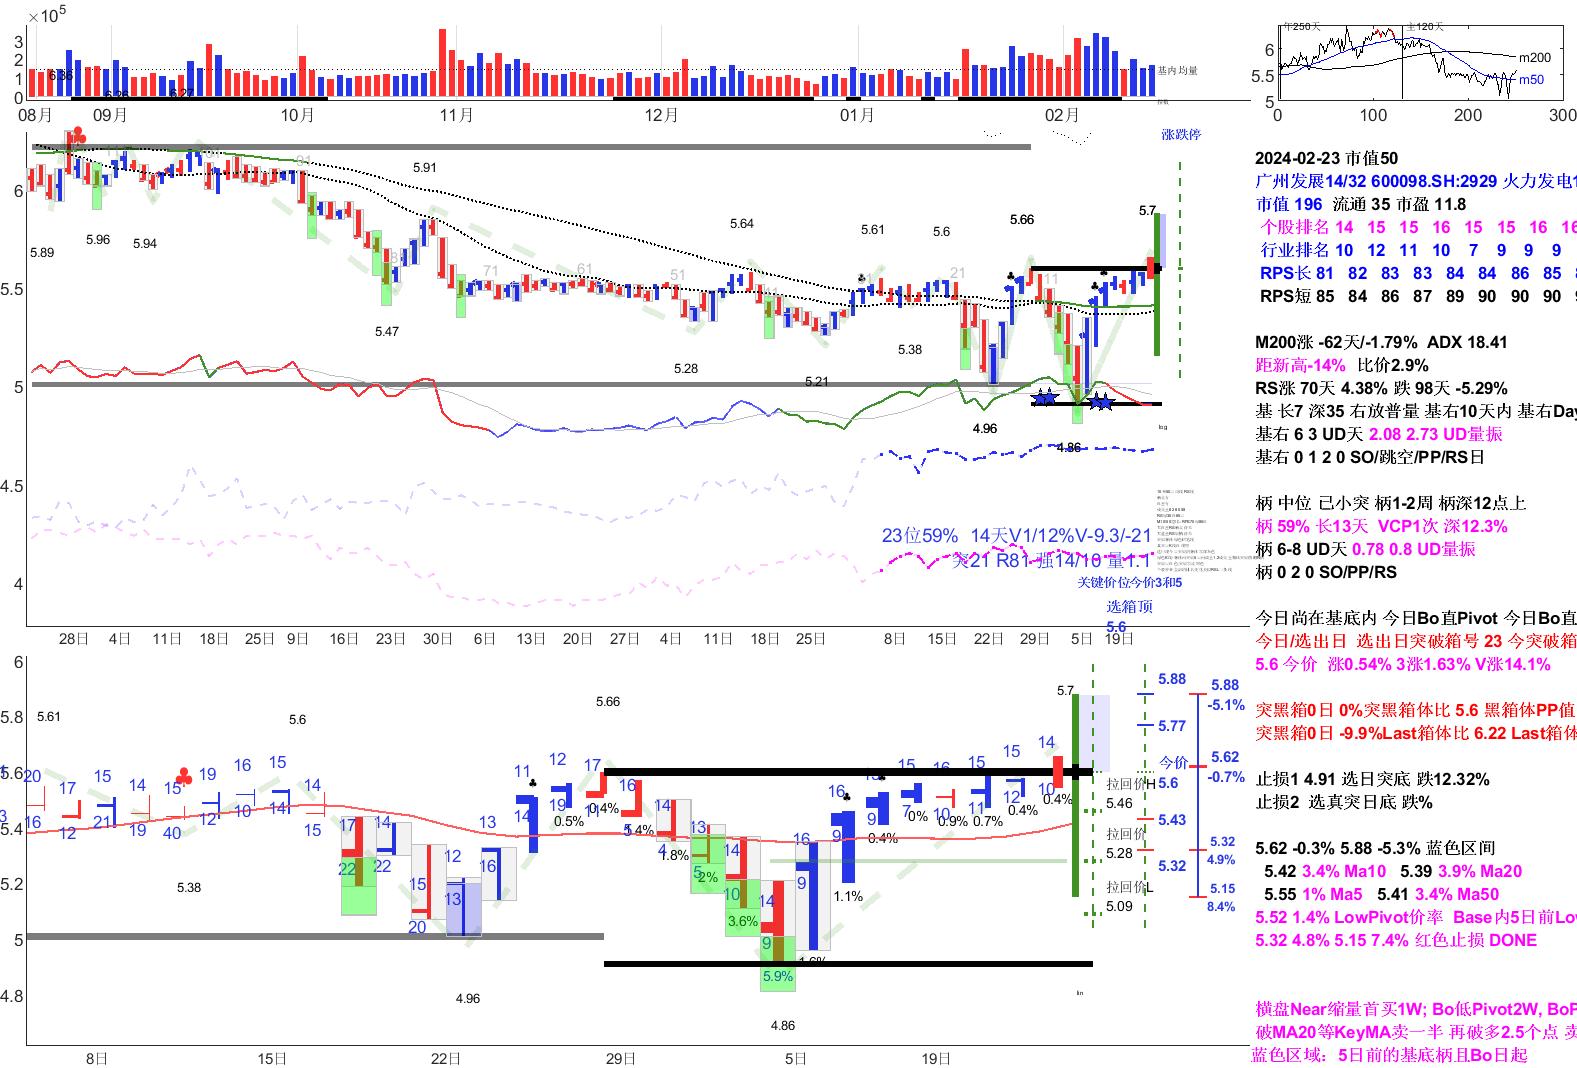 ×10⁵
3
2
1
0
6.36
6.26
6.27
基内均量
08月 09月 10月 11月 12月 01月 02月
年250天 主120天
6
5.5
5
m200
m50
0 100 200 300
涨跌停
6
5.5
5
4.5
4
5.89
5.96
5.94
5.91
5.47
5.28
5.64
5.21
5.61
5.38
5.6
4.96
5.66
4.86
5.7
91
71
61
51
21
11
log
23位59% 14天V1/12%V-9.3/-21
突21 R81 强14/10 量1.1
关键价位今价3和5
选箱顶
5.6
28日 4日 11日 18日 25日 9日 16日 23日 30日 6日 13日 20日 27日 4日 11日 18日 25日 8日 15日 22日 29日 5日 19日
6
5.8
5.6
5.4
5.2
5
4.8
5.61
5.38
5.6
4.96
5.66
4.86
5.7
20 17 15 14 15 19 16 15 14
16 12 21 19 40 12 10 14 15
17 14 12 13 11 12 17 16 14 13 14 14 16 16 15 15 15 14
22 22 15 20 13 16 14 19 5 4 5 10 9 9 9 9 7 10 11 12 10
0.5% 0.4% 5.4% 1.8% 2% 3.6% 5.9% 1.6% 1.1% 0.4% 0% 0.9% 0.7% 0.4% 0.4%
拉回价H
5.46
拉回价
5.28
拉回价L
5.09
5.88
5.77
今价
5.6
5.43
5.32
5.88
-5.1%
5.62
-0.7%
5.32
4.9%
5.15
8.4%
lin
8日 15日 22日 29日 5日 19日
2024-02-23 市值50
广州发展14/32 600098.SH:2929 火力发电1
市值 196 流通 35 市盈 11.8
个股排名 14 15 15 16 15 15 16 16
行业排名 10 12 11 10 7 9 9 9
RPS长 81 82 83 83 84 84 86 85
RPS短 85 84 86 87 89 90 90 90
M200涨 -62天/-1.79% ADX 18.41
距新高-14% 比价2.9%
RS涨 70天 4.38% 跌 98天 -5.29%
基 长7 深35 右放普量 基右10天内 基右Day
基右 6 3 UD天 2.08 2.73 UD量振
基右 0 1 2 0 SO/跳空/PP/RS日
柄 中位 已小突 柄1-2周 柄深12点上
柄 59% 长13天 VCP1次 深12.3%
柄 6-8 UD天 0.78 0.8 UD量振
柄 0 2 0 SO/PP/RS
今日尚在基底内 今日Bo直Pivot 今日Bo直
今日/选出日 选出日突破箱号 23 今突破箱
5.6 今价 涨0.54% 3涨1.63% V涨14.1%
突黑箱0日 0%突黑箱体比 5.6 黑箱体PP值
突黑箱0日 -9.9%Last箱体比 6.22 Last箱体
止损1 4.91 选日突底 跌12.32%
止损2 选真突日底 跌%
5.62 -0.3% 5.88 -5.3% 蓝色区间
5.42 3.4% Ma10 5.39 3.9% Ma20
5.55 1% Ma5 5.41 3.4% Ma50
5.52 1.4% LowPivot价率 Base内5日前Lov
5.32 4.8% 5.15 7.4% 红色止损 DONE
横盘Near缩量首买1W; Bo低Pivot2W, BoP
破MA20等KeyMA卖一半 再破多2.5个点 卖
蓝色区域：5日前的基底柄且Bo日起